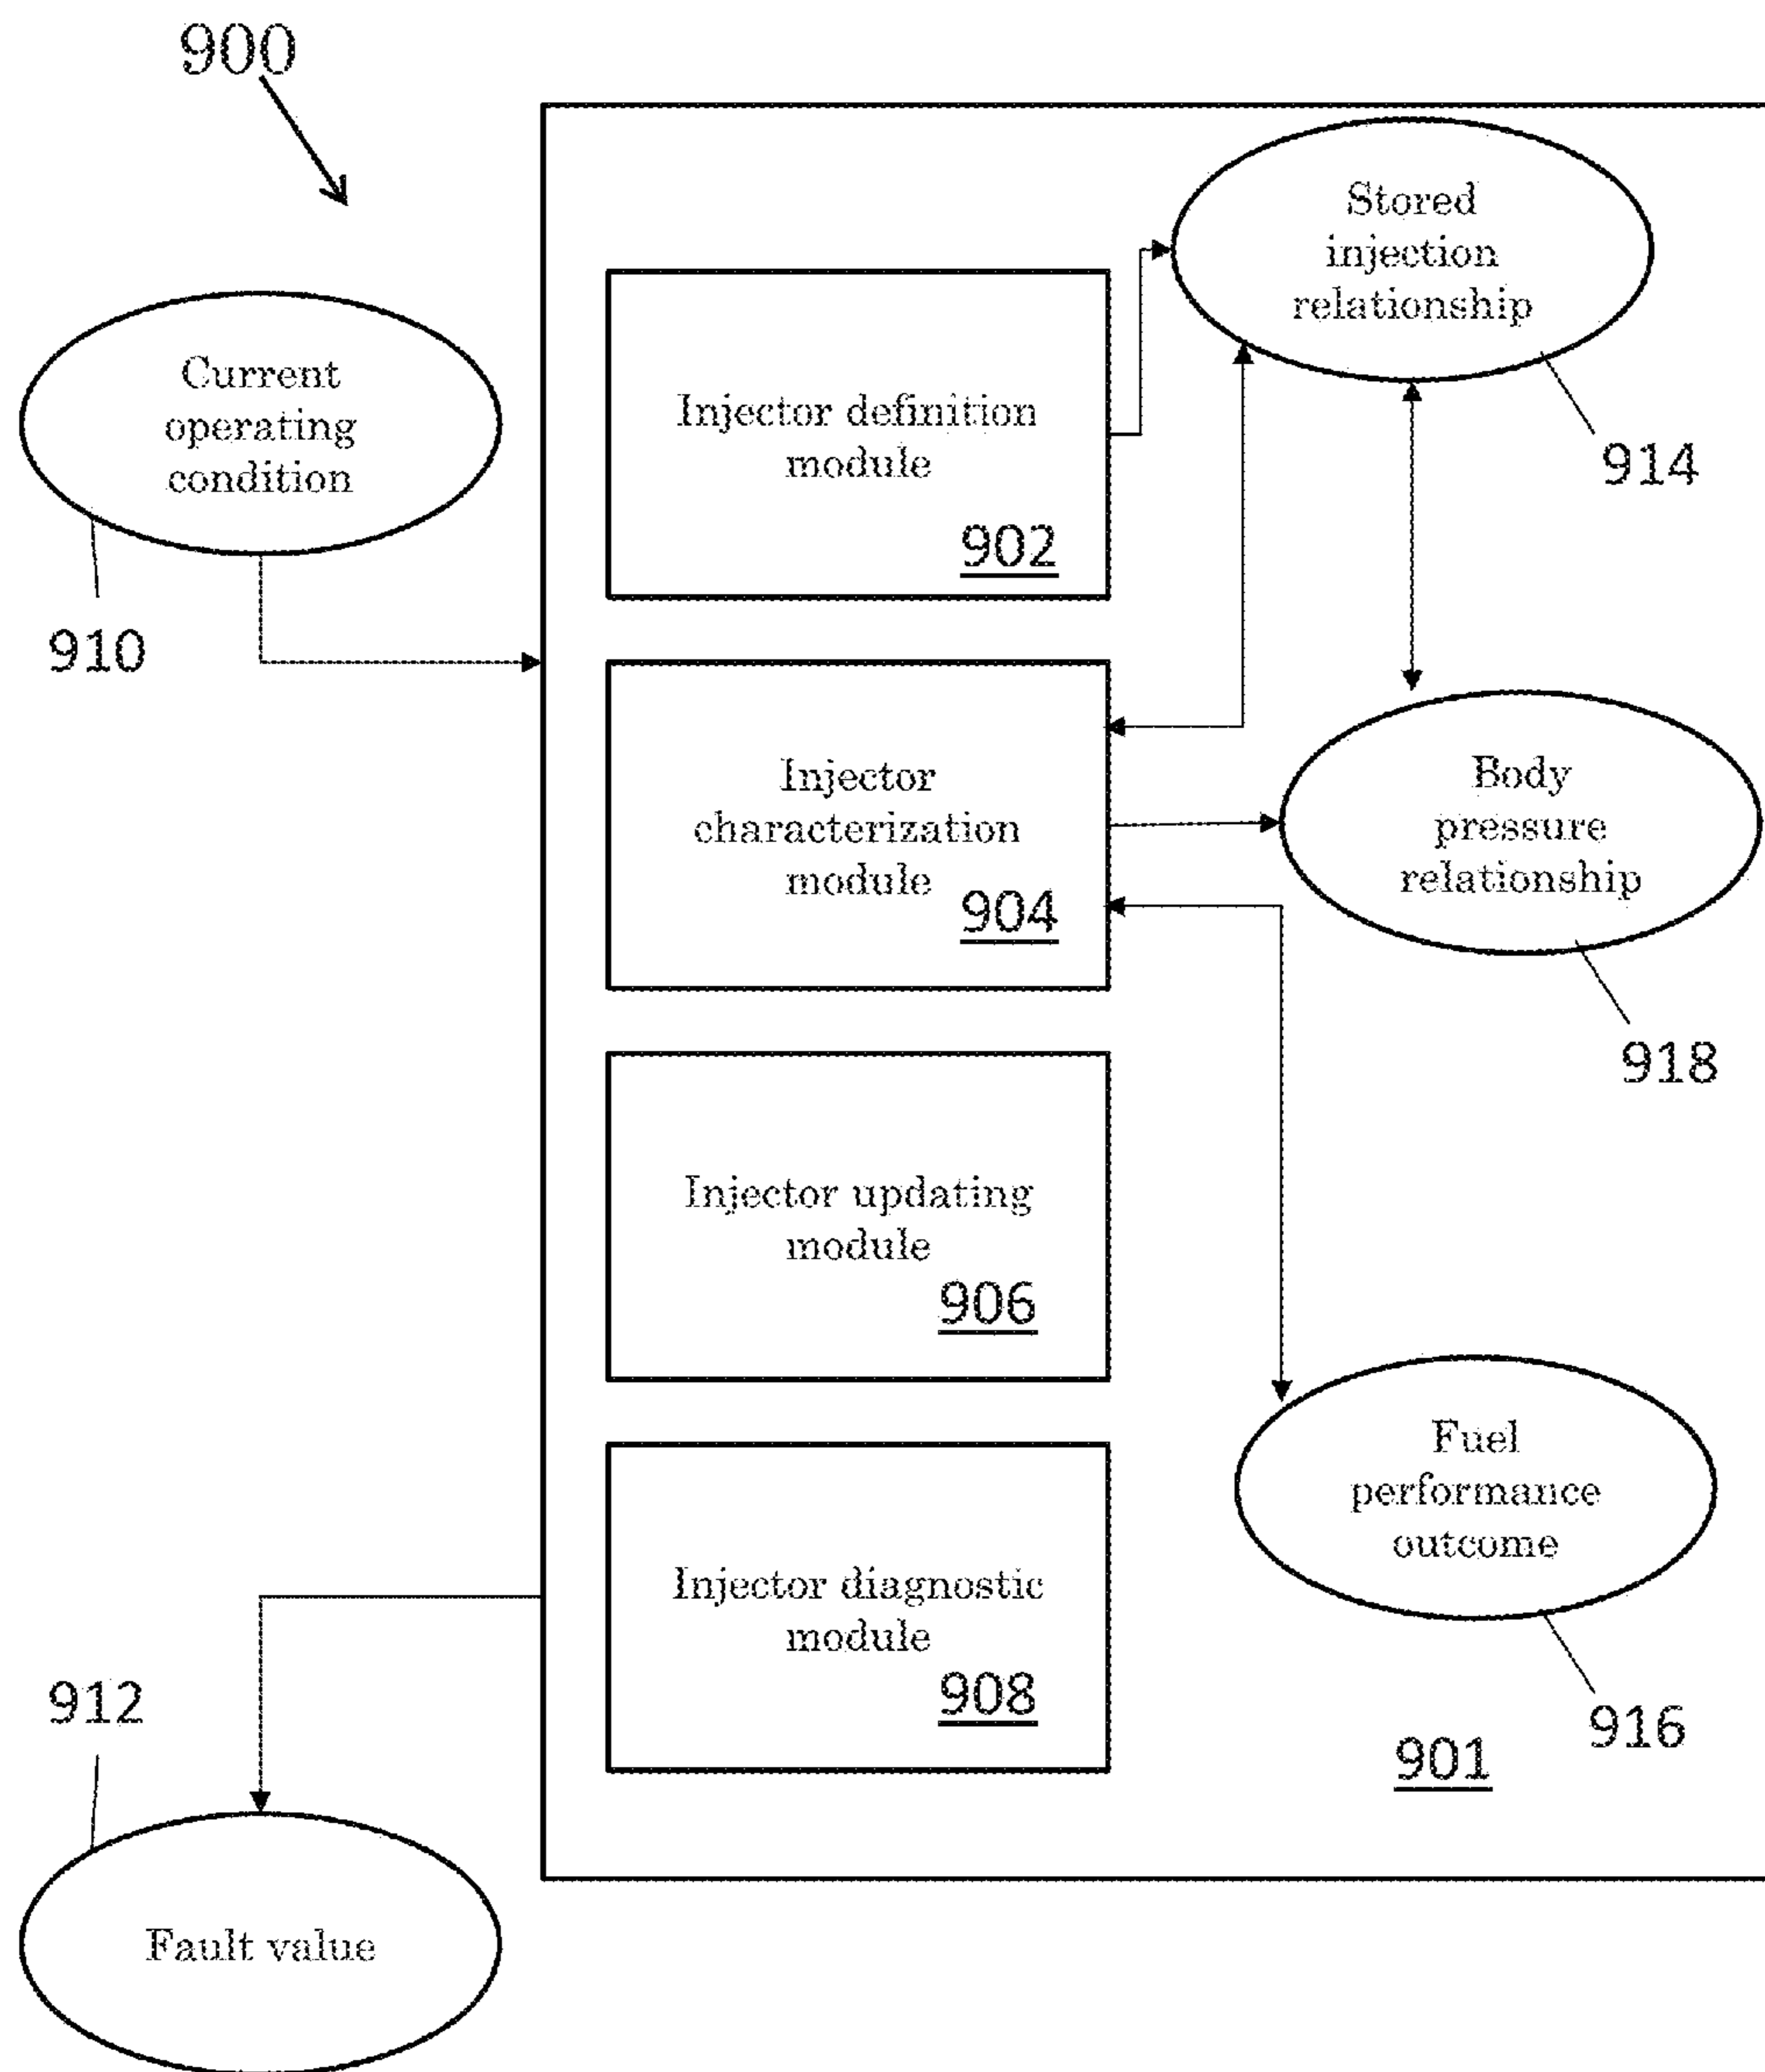 900
Stored
injection
relationship
914
Current
operating
condition
910
Injector definition
module
902
Injector
characterization
module
904
Body
pressure
relationship
918
Injector updating
module
906
Fuel
performance
outcome
916
Injector diagnostic
module
908
901
912
Fault value